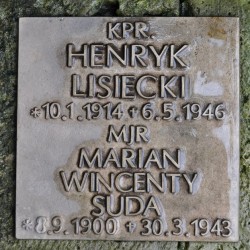 KPR.
HENRYK
LISIECKI
*10.1.1914 +6.5.1946
MJR
MARIAN
WINCENTY
SUDA
*8.9.1900 +30.3.1943